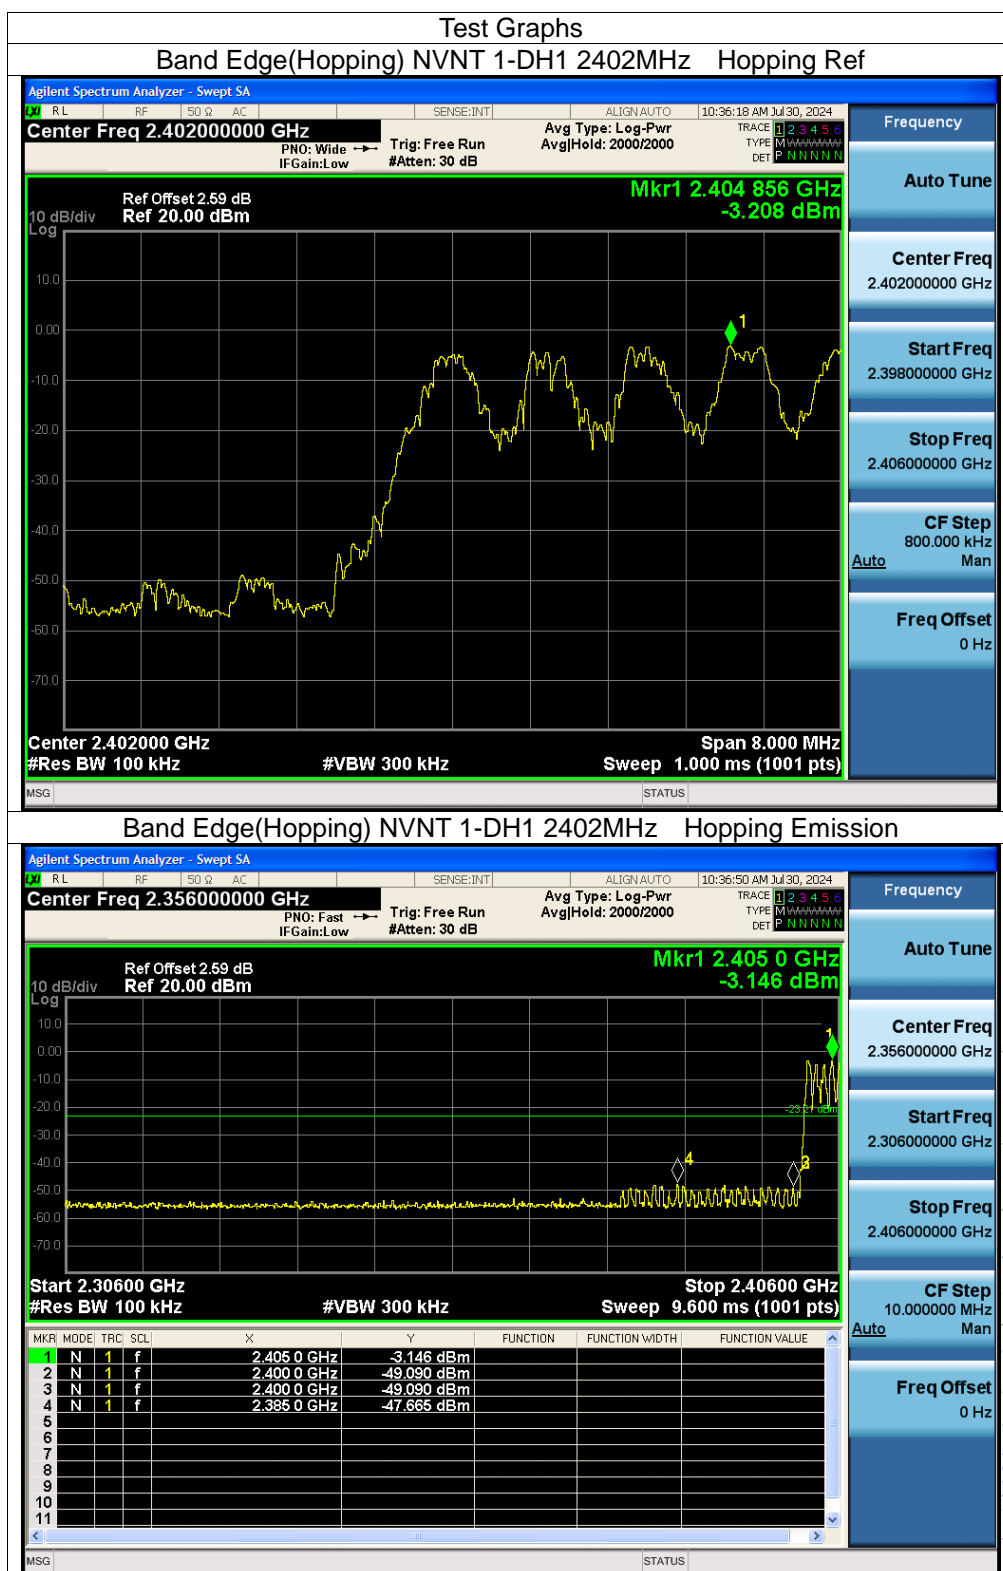 Test Graphs
Band Edge(Hopping) NVNT 1-DH1 2402MHz Hopping Ref
Agilent Spectrum Analyzer - Swept SA
LXI RL RF 50 Ω AC SENSE:INT ALIGN AUTO 10:36:18 AM Jul 30, 2024
Center Freq 2.402000000 GHz
PNO: Wide
IFGain:Low
Trig: Free Run
#Atten: 30 dB
Avg Type: Log-Pwr
Avg|Hold: 2000/2000
TRACE 1 2 3 4 5 6
TYPE M
DET P N N N N N
Frequency
Auto Tune
Center Freq
2.402000000 GHz
Start Freq
2.398000000 GHz
Stop Freq
2.406000000 GHz
CF Step
800.000 kHz
Auto Man
Freq Offset
0 Hz
Mkr1 2.404 856 GHz
-3.208 dBm
Ref Offset 2.59 dB
10 dB/div Ref 20.00 dBm
Log
10.0
0.00
-10.0
-20.0
-30.0
-40.0
-50.0
-60.0
-70.0
1
Center 2.402000 GHz Span 8.000 MHz
#Res BW 100 kHz #VBW 300 kHz Sweep 1.000 ms (1001 pts)
MSG STATUS
Band Edge(Hopping) NVNT 1-DH1 2402MHz Hopping Emission
Agilent Spectrum Analyzer - Swept SA
LXI RL RF 50 Ω AC SENSE:INT ALIGN AUTO 10:36:50 AM Jul 30, 2024
Center Freq 2.356000000 GHz
PNO: Fast
IFGain:Low
Trig: Free Run
#Atten: 30 dB
Avg Type: Log-Pwr
Avg|Hold: 2000/2000
TRACE 1 2 3 4 5 6
TYPE M
DET P N N N N N
Frequency
Auto Tune
Center Freq
2.356000000 GHz
Start Freq
2.306000000 GHz
Stop Freq
2.406000000 GHz
CF Step
10.000000 MHz
Auto Man
Freq Offset
0 Hz
Mkr1 2.405 0 GHz
-3.146 dBm
Ref Offset 2.59 dB
10 dB/div Ref 20.00 dBm
Log
10.0
0.00
-10.0
-20.0
-30.0
-40.0
-50.0
-60.0
-70.0
1
-23.21 dBm
4
Start 2.30600 GHz Stop 2.40600 GHz
#Res BW 100 kHz #VBW 300 kHz Sweep 9.600 ms (1001 pts)
MKR MODE TRC SCL X Y FUNCTION FUNCTION WIDTH FUNCTION VALUE
1 N 1 f 2.405 0 GHz -3.146 dBm
2 N 1 f 2.400 0 GHz -49.090 dBm
3 N 1 f 2.400 0 GHz -49.090 dBm
4 N 1 f 2.385 0 GHz -47.665 dBm
5
6
7
8
9
10
11
MSG STATUS